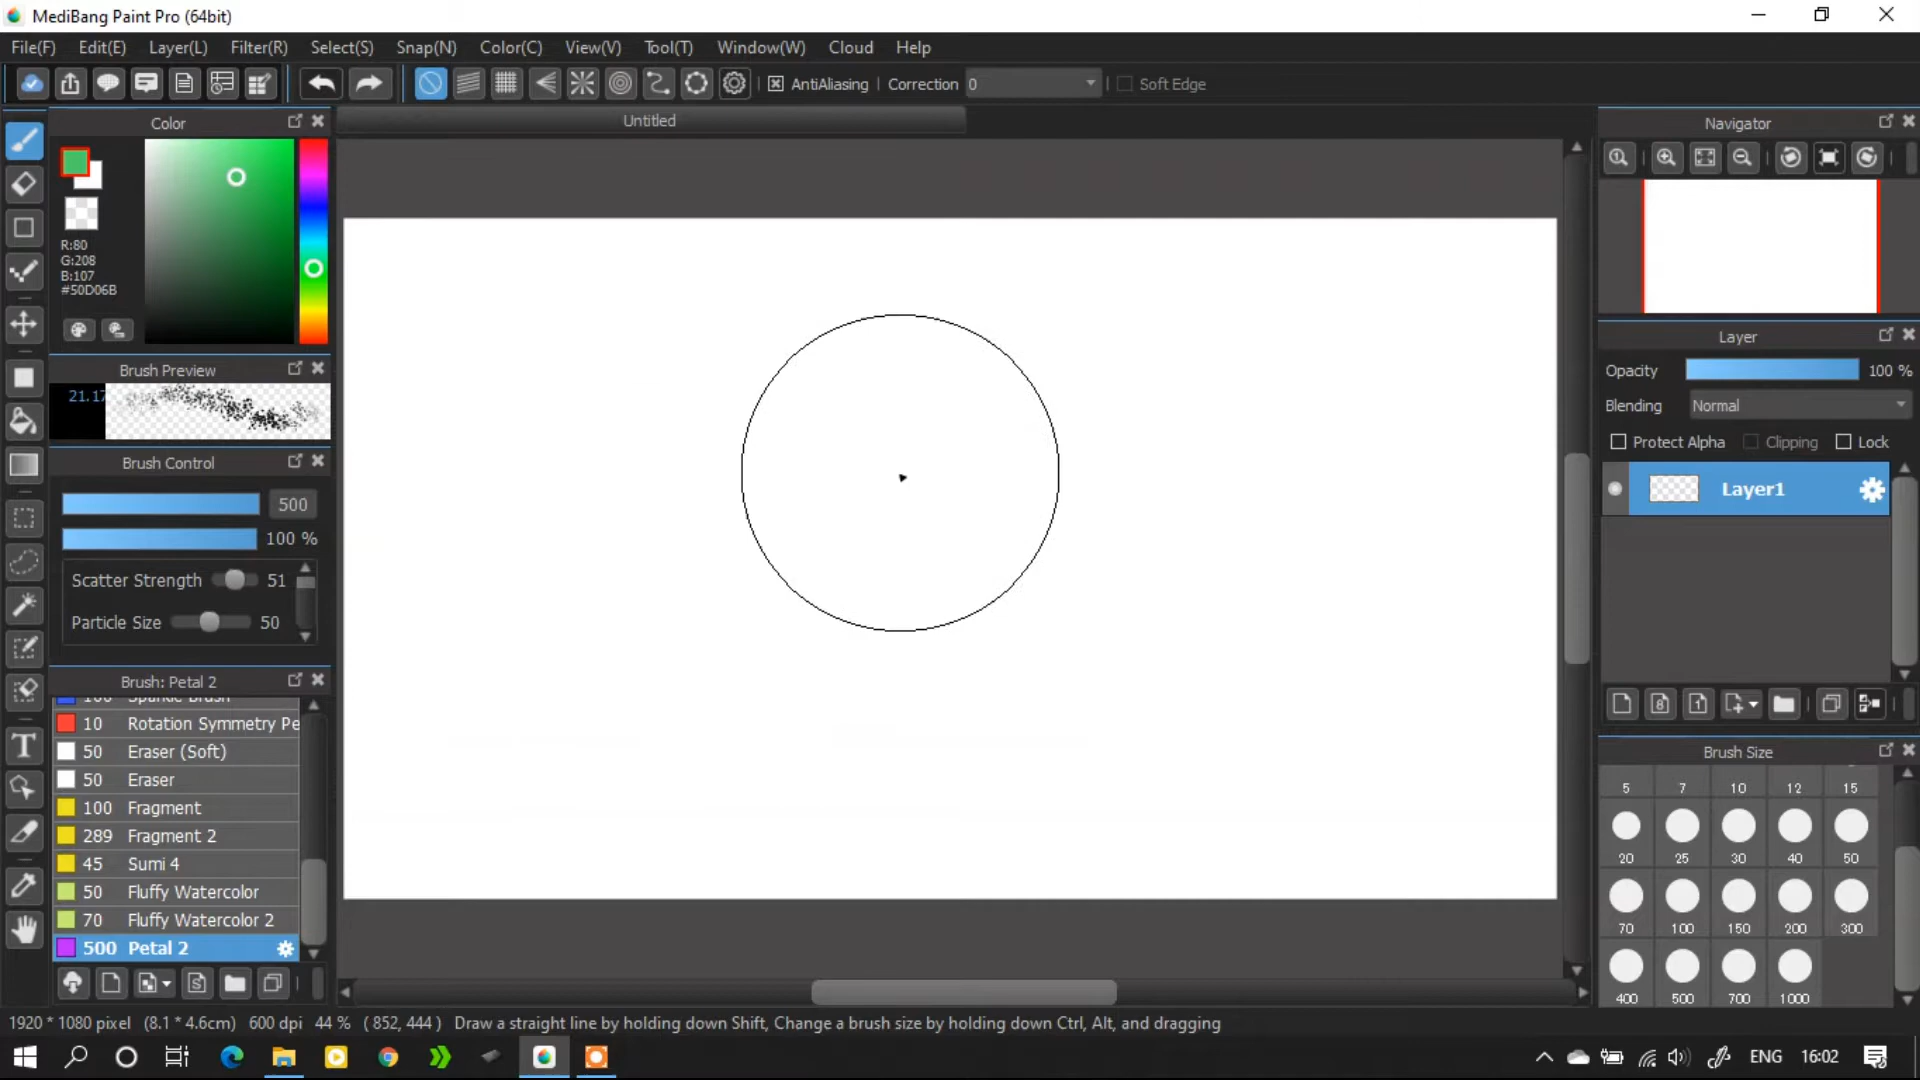 MediBang Paint Pro (64bit)
File(F) Edit(E) Layer(L) Filter(R) Select(S) Snap(N) Color(C) View(V) Tool(T) Window(W) Cloud Help
AntiAliasing Correction 0 Soft Edge
Color
Untitled
Navigator
R:80
G:208
B:107
#50D06B
Layer
Opacity 100 %
Blending Normal
Protect Alpha Clipping Lock
Layer1
Brush Preview
21.17
Brush Control
500
100 %
Scatter Strength 51
Particle Size 50
Brush: Petal 2
100 Sparkle Brush
10 Rotation Symmetry Pe
50 Eraser (Soft)
50 Eraser
100 Fragment
289 Fragment 2
45 Sumi 4
50 Fluffy Watercolor
70 Fluffy Watercolor 2
500 Petal 2
Brush Size
5 7 10 12 15
20 25 30 40 50
70 100 150 200 300
400 500 700 1000
1920 * 1080 pixel (8.1 * 4.6cm) 600 dpi 44 % ( 852, 444 ) Draw a straight line by holding down Shift, Change a brush size by holding down Ctrl, Alt, and dragging
ENG 16:02